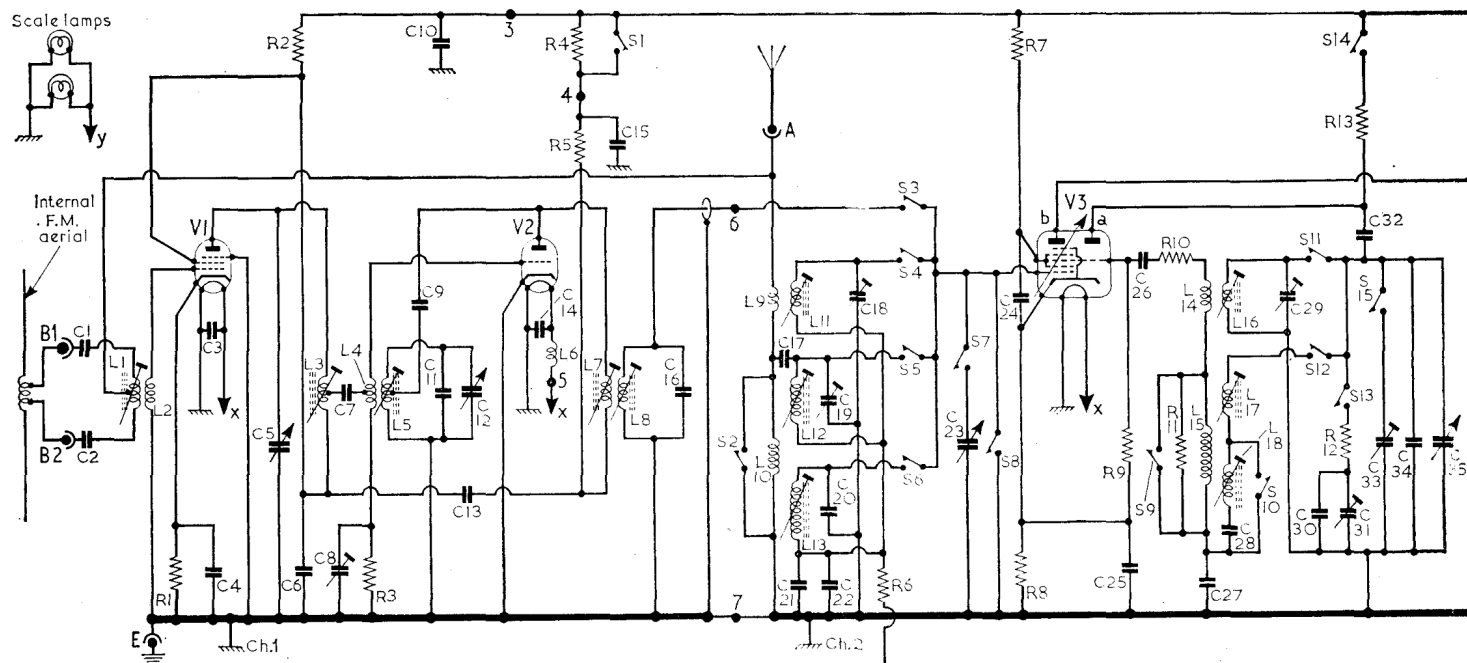 Scale lamps
y
Internal
F.M.
aerial
B1
B2
C1
C2
L1
L2
V1
C3
x
R1
C4
E
Ch.1
R2
C5
C6
L3
C7
L4
C8
R3
C10
3
C9
L5
C11
C12
C13
R4
S1
4
R5
C15
V2
C14
L6
5
x
L7
L8
C16
6
7
A
L9
C17
S2
L10
L11
C18
L12
C19
L13
C20
C21
C22
R6
Ch.2
S3
S4
S5
S6
S7
C23
S8
R7
C24
R8
V3
b
a
x
R9
C25
C26
R10
L14
L15
R11
S9
C27
L16
L17
L18
S10
C28
C29
S11
S12
S13
R12
C30
C31
S14
R13
C32
S15
C33
C34
C35